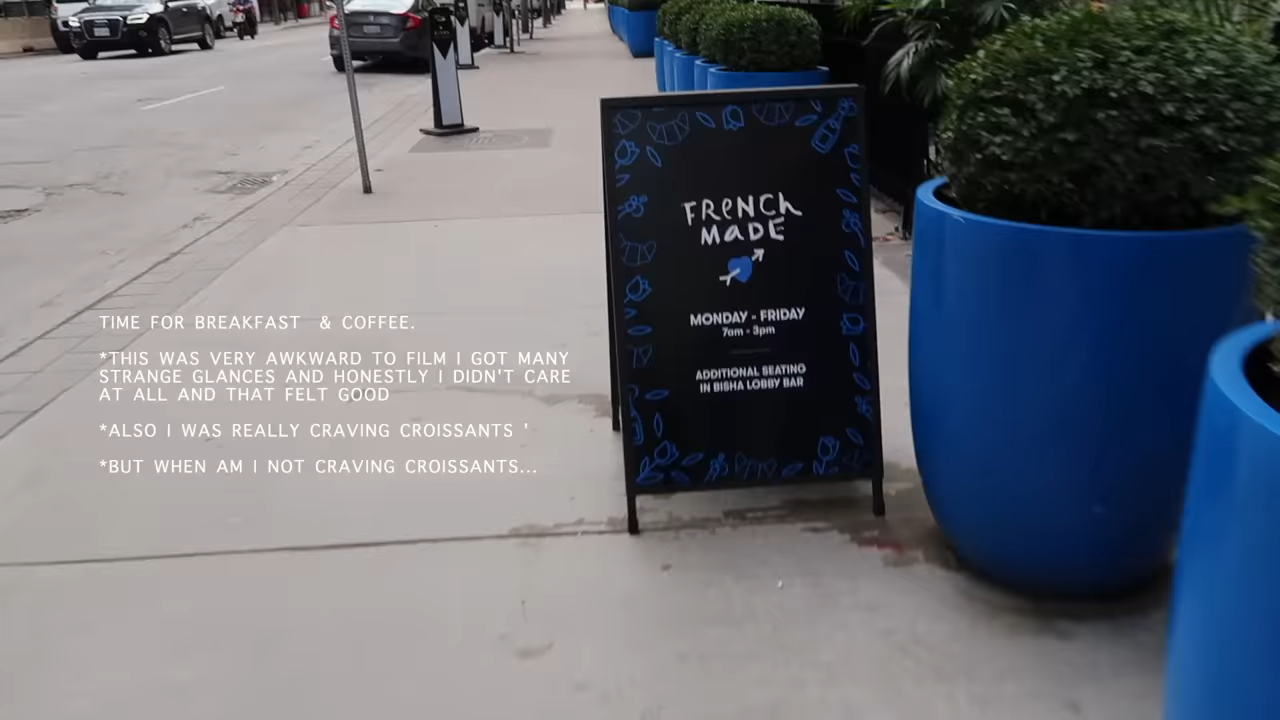 TIME FOR BREAKFAST  & COFFEE.
*THIS WAS VERY AWKWARD TO FILM I GOT MANY
STRANGE GLANCES AND HONESTLY I DIDN'T CARE
AT ALL AND THAT FELT GOOD
*ALSO I WAS REALLY CRAVING CROISSANTS '
*BUT WHEN AM I NOT CRAVING CROISSANTS...
FRENCH
MADE
MONDAY - FRIDAY
7am - 3pm
ADDITIONAL SEATING
IN BISHA LOBBY BAR